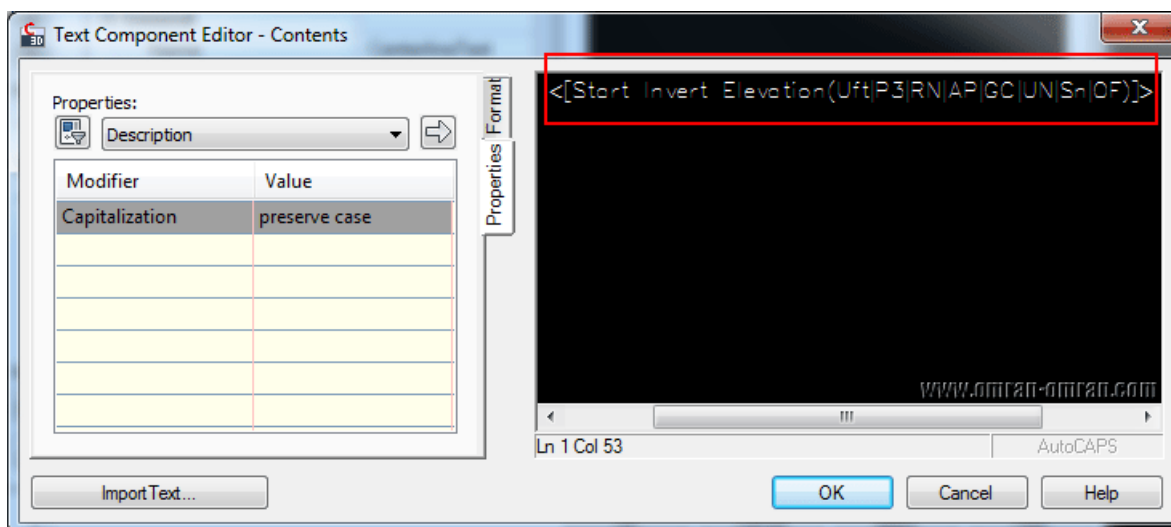 Text Component Editor - Contents
Properties:
Description
Modifier Value
Capitalization preserve case
Format
Properties
<[Start Invert Elevation(Uft|P3|RN|AP|GC|UN|Sn|OF)]>
www.omran-omran.com
Ln 1 Col 53
AutoCAPS
Import Text...
OK
Cancel
Help